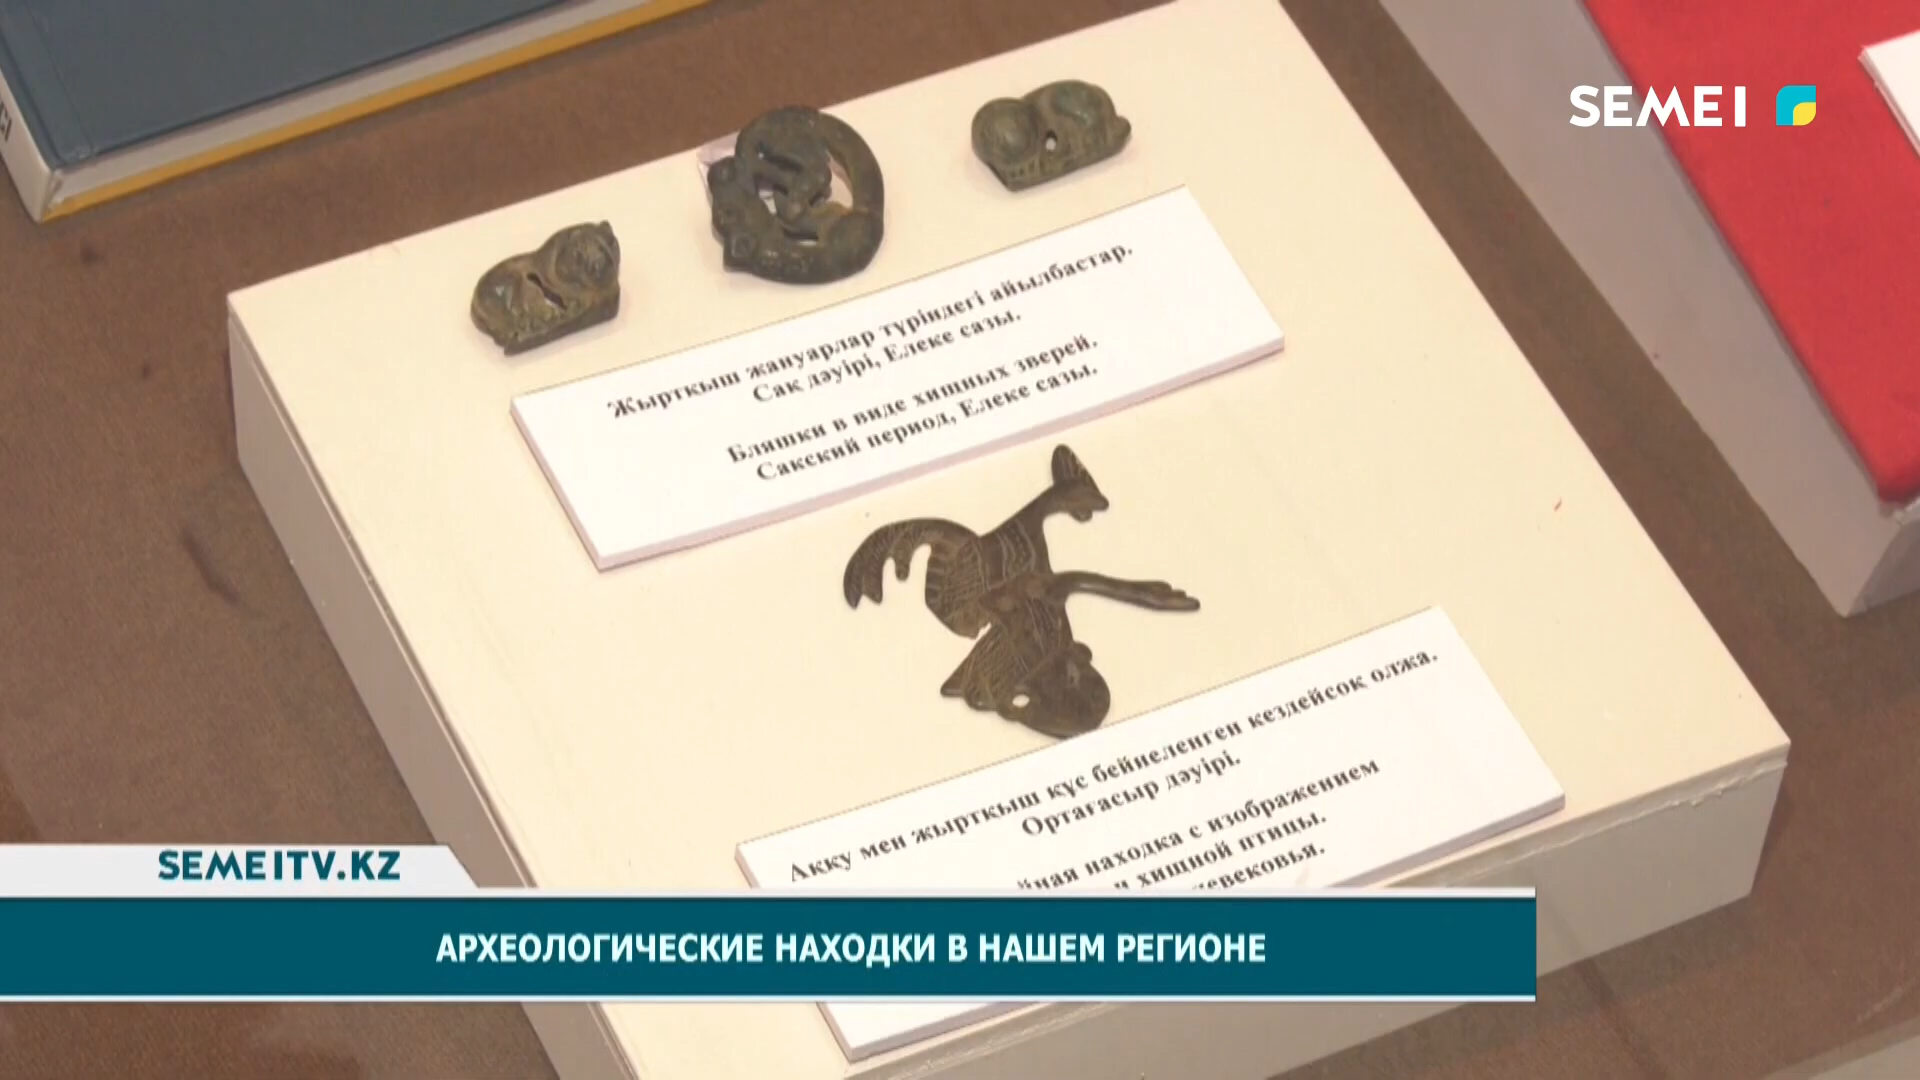 SEMEI
Жыртқыш жануарлар түріндегі айылбастар.
Сақ дәуірі, Елеке сазы.
Бляшки в виде хищных зверей.
Сакский период, Елеке сазы.
Аққу мен жыртқыш құс бейнеленген кездейсоқ олжа.
Ортағасыр дәуірі.
находка с изображением
хищной птицы.
SEMEITV.KZ
АРХЕОЛОГИЧЕСКИЕ НАХОДКИ В НАШЕМ РЕГИОНЕ